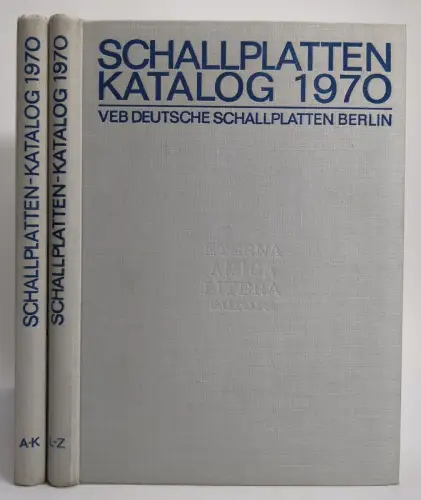 SCHALLPLATTEN-KATALOG 1970
A-K
SCHALLPLATTEN-KATALOG 1970
L-Z
SCHALLPLATTEN
KATALOG 1970
VEB DEUTSCHE SCHALLPLATTEN BERLIN
ETERNA
AMIGA
LITERA